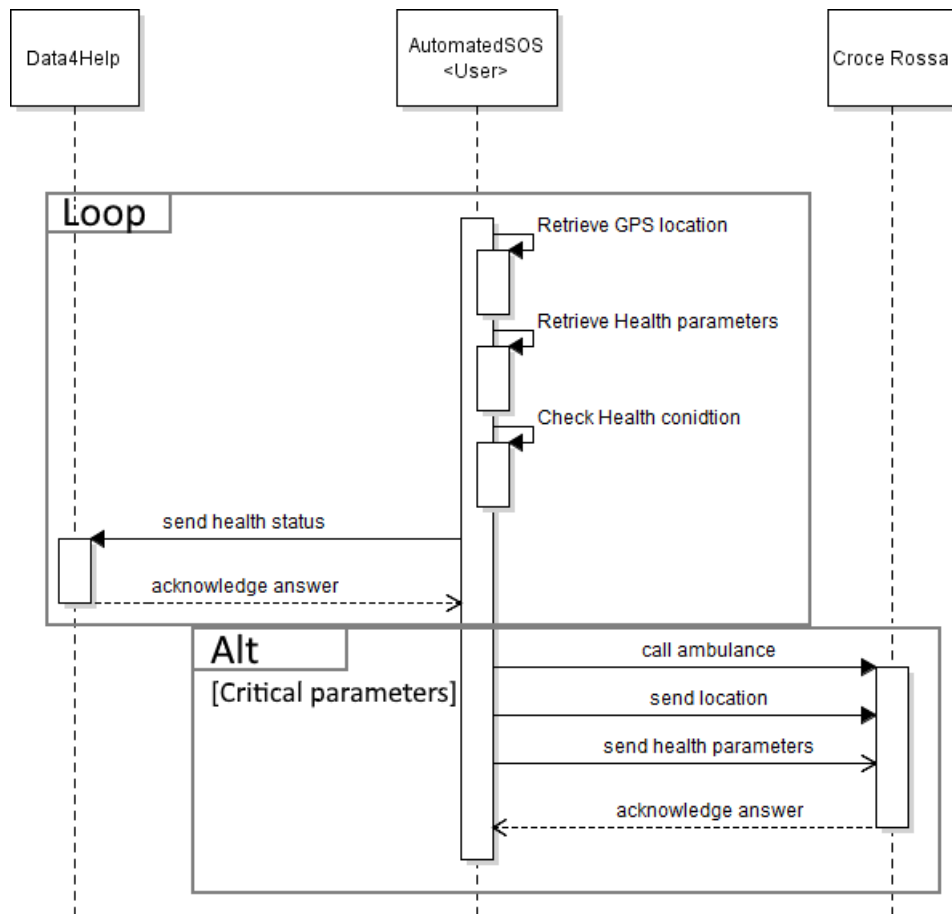 Data4Help
AutomatedSOS
<User>
Croce Rossa
Loop
Retrieve GPS location
Retrieve Health parameters
Check Health conidtion
send health status
acknowledge answer
Alt
[Critical parameters]
call ambulance
send location
send health parameters
acknowledge answer